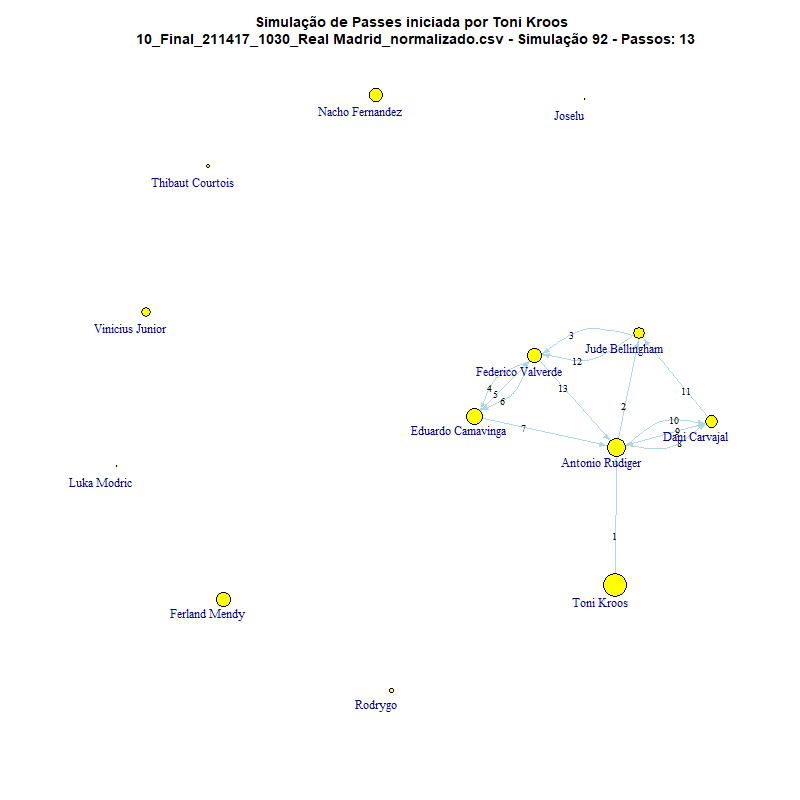 Simulação de Passes iniciada por Toni Kroos
10_Final_211417_1030_Real Madrid_normalizado.csv - Simulação 92 - Passos: 13
Nacho Fernandez
Joselu
Thibaut Courtois
Vinicius Junior
3
Jude Bellingham
12
Federico Valverde
4
5
6
13
11
2
10
Eduardo Camavinga
7
9
Dani Carvajal
8
Antonio Rudiger
Luka Modric
1
Toni Kroos
Ferland Mendy
Rodrygo